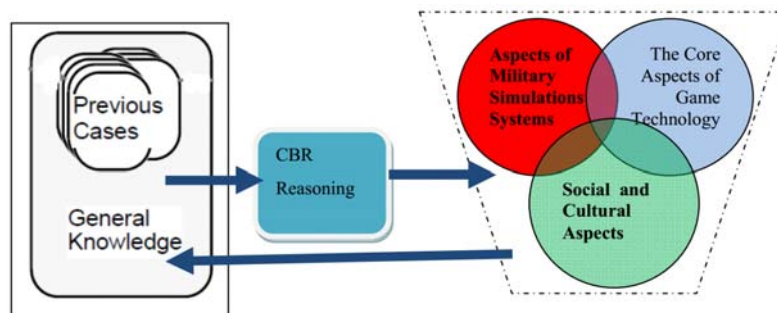 Previous
Cases
General
Knowledge
CBR
Reasoning
Aspects of
Military
Simulations
Systems
The Core
Aspects of
Game
Technology
Social and
Cultural
Aspects